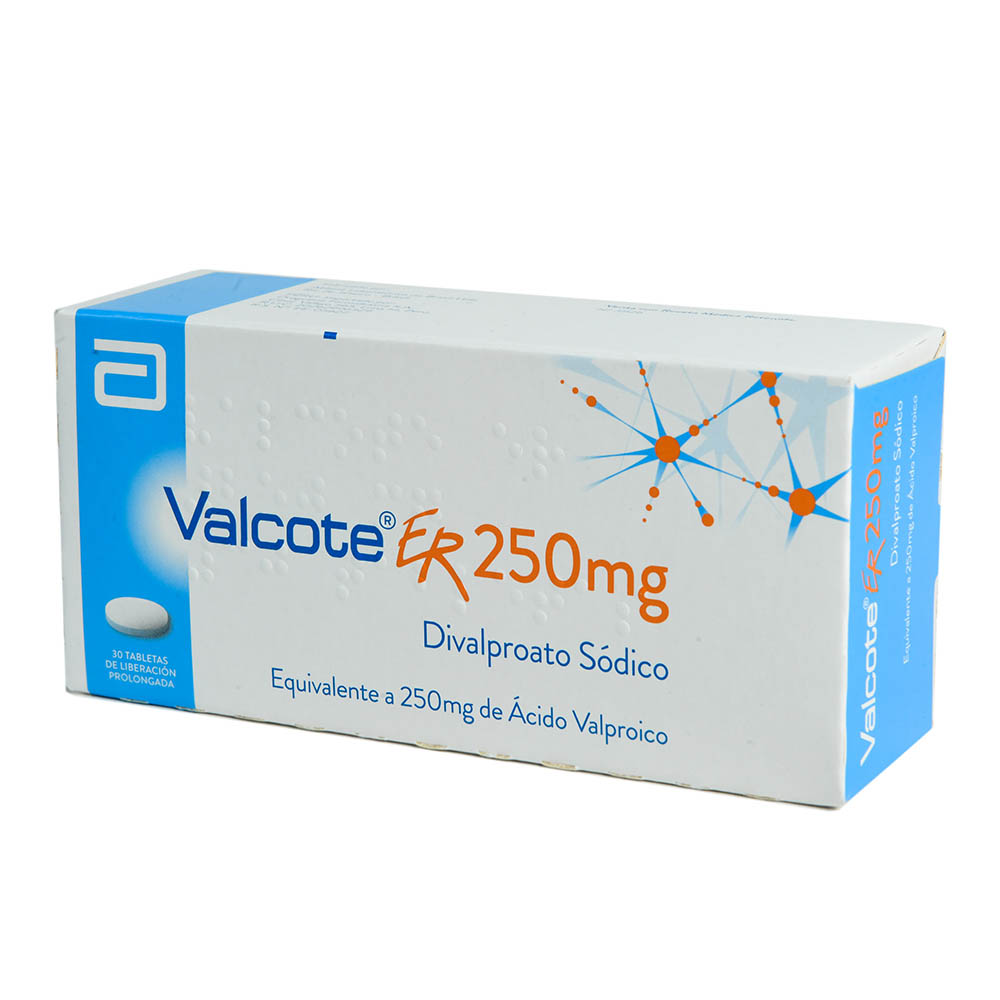 Valcote® ER 250mg
Divalproato Sódico
Equivalente a 250mg de Ácido Valproico
30 TABLETAS
DE LIBERACIÓN
PROLONGADA
Valcote® ER 250mg
Divalproato Sódico
Equivalente a 250mg de Ácido Valproico